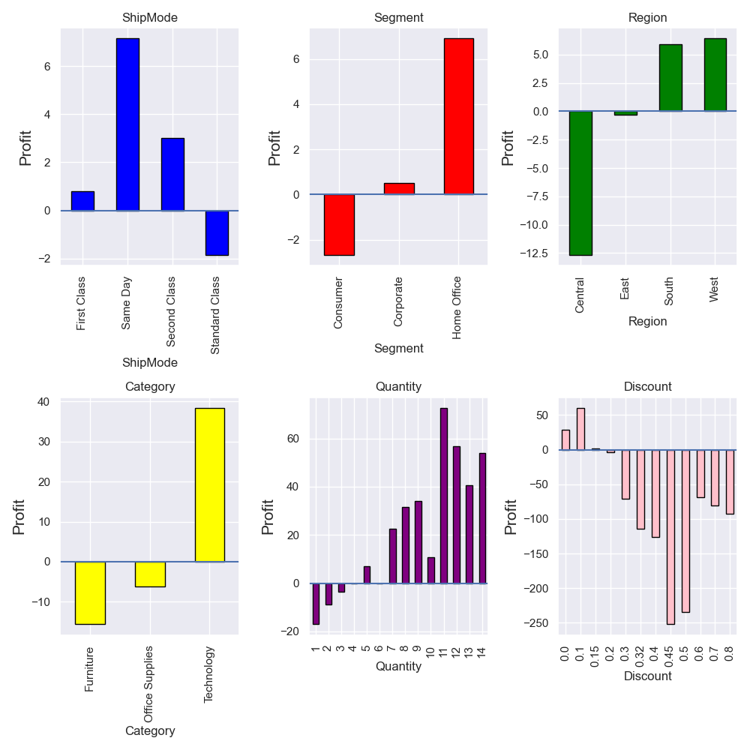 ShipMode
Profit
6
4
2
0
−2
First Class
Same Day
Second Class
Standard Class
ShipMode
Segment
Profit
6
4
2
0
−2
Consumer
Corporate
Home Office
Segment
Region
Profit
5.0
2.5
0.0
−2.5
−5.0
−7.5
−10.0
−12.5
Central
East
South
West
Region
Category
Profit
40
30
20
10
0
−10
Furniture
Office Supplies
Technology
Category
Quantity
Profit
60
40
20
0
−20
1
2
3
4
5
6
7
8
9
10
11
12
13
14
Quantity
Discount
Profit
50
0
−50
−100
−150
−200
−250
0.0
0.1
0.15
0.2
0.3
0.32
0.4
0.45
0.5
0.6
0.7
0.8
Discount